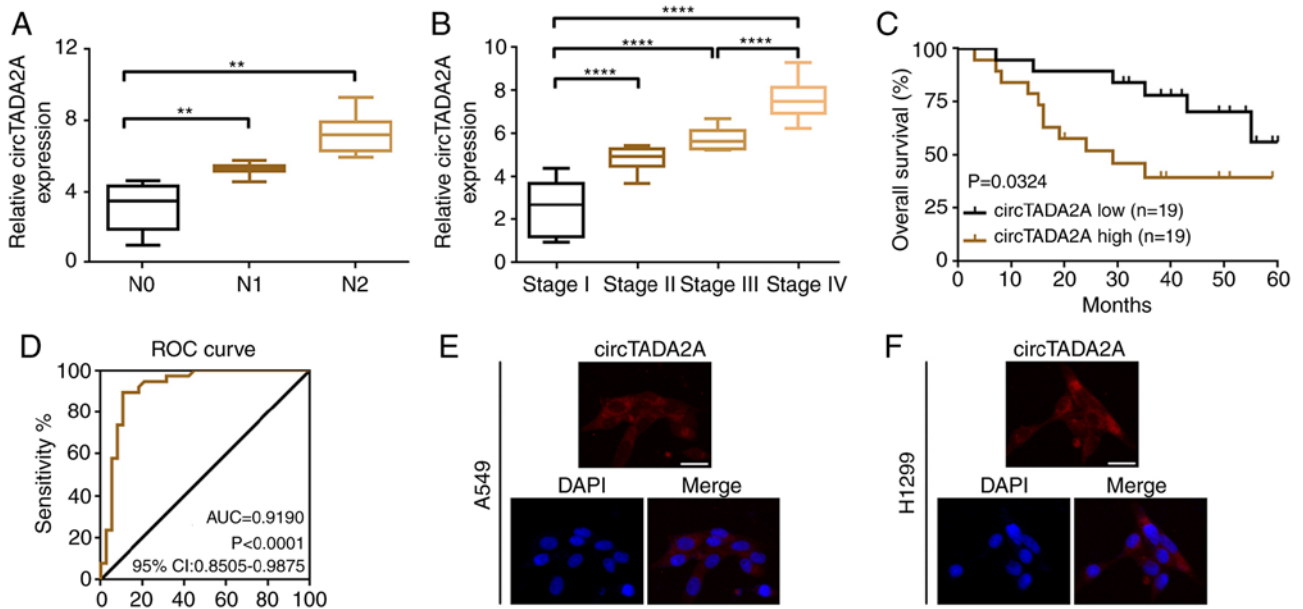 A
Relative circTADA2A
expression
12
8
4
0
**
**
N0
N1
N2
B
Relative circTADA2A
expression
10
8
6
4
2
0
****
****
****
****
Stage I
Stage II
Stage III
Stage IV
C
Overall survival (%)
100
75
50
25
0
P=0.0324
circTADA2A low (n=19)
circTADA2A high (n=19)
0
10
20
30
40
50
60
Months
D
ROC curve
Sensitivity %
100
80
60
40
20
0
AUC=0.9190
P<0.0001
95% CI:0.8505-0.9875
0
20
40
60
80
100
E
A549
circTADA2A
DAPI
Merge
F
H1299
circTADA2A
DAPI
Merge